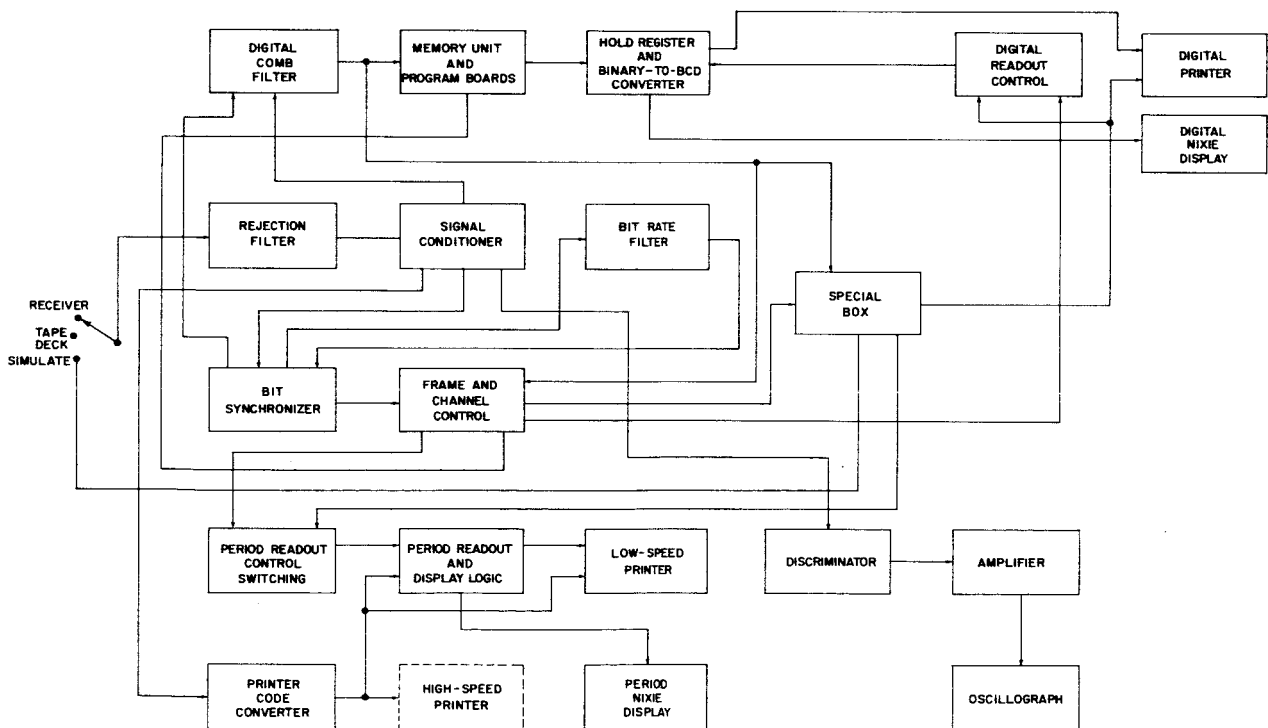 DIGITAL
COMB
FILTER
MEMORY UNIT
AND
PROGRAM BOARDS
HOLD REGISTER
AND
BINARY-TO-BCD
CONVERTER
DIGITAL
READOUT
CONTROL
DIGITAL
PRINTER
DIGITAL
NIXIE
DISPLAY
REJECTION
FILTER
SIGNAL
CONDITIONER
BIT RATE
FILTER
SPECIAL
BOX
RECEIVER
TAPE
DECK
SIMULATE
BIT
SYNCHRONIZER
FRAME AND
CHANNEL
CONTROL
PERIOD READOUT
CONTROL
SWITCHING
PERIOD READOUT
AND
DISPLAY LOGIC
LOW-SPEED
PRINTER
DISCRIMINATOR
AMPLIFIER
PRINTER
CODE
CONVERTER
HIGH-SPEED
PRINTER
PERIOD
NIXIE
DISPLAY
OSCILLOGRAPH